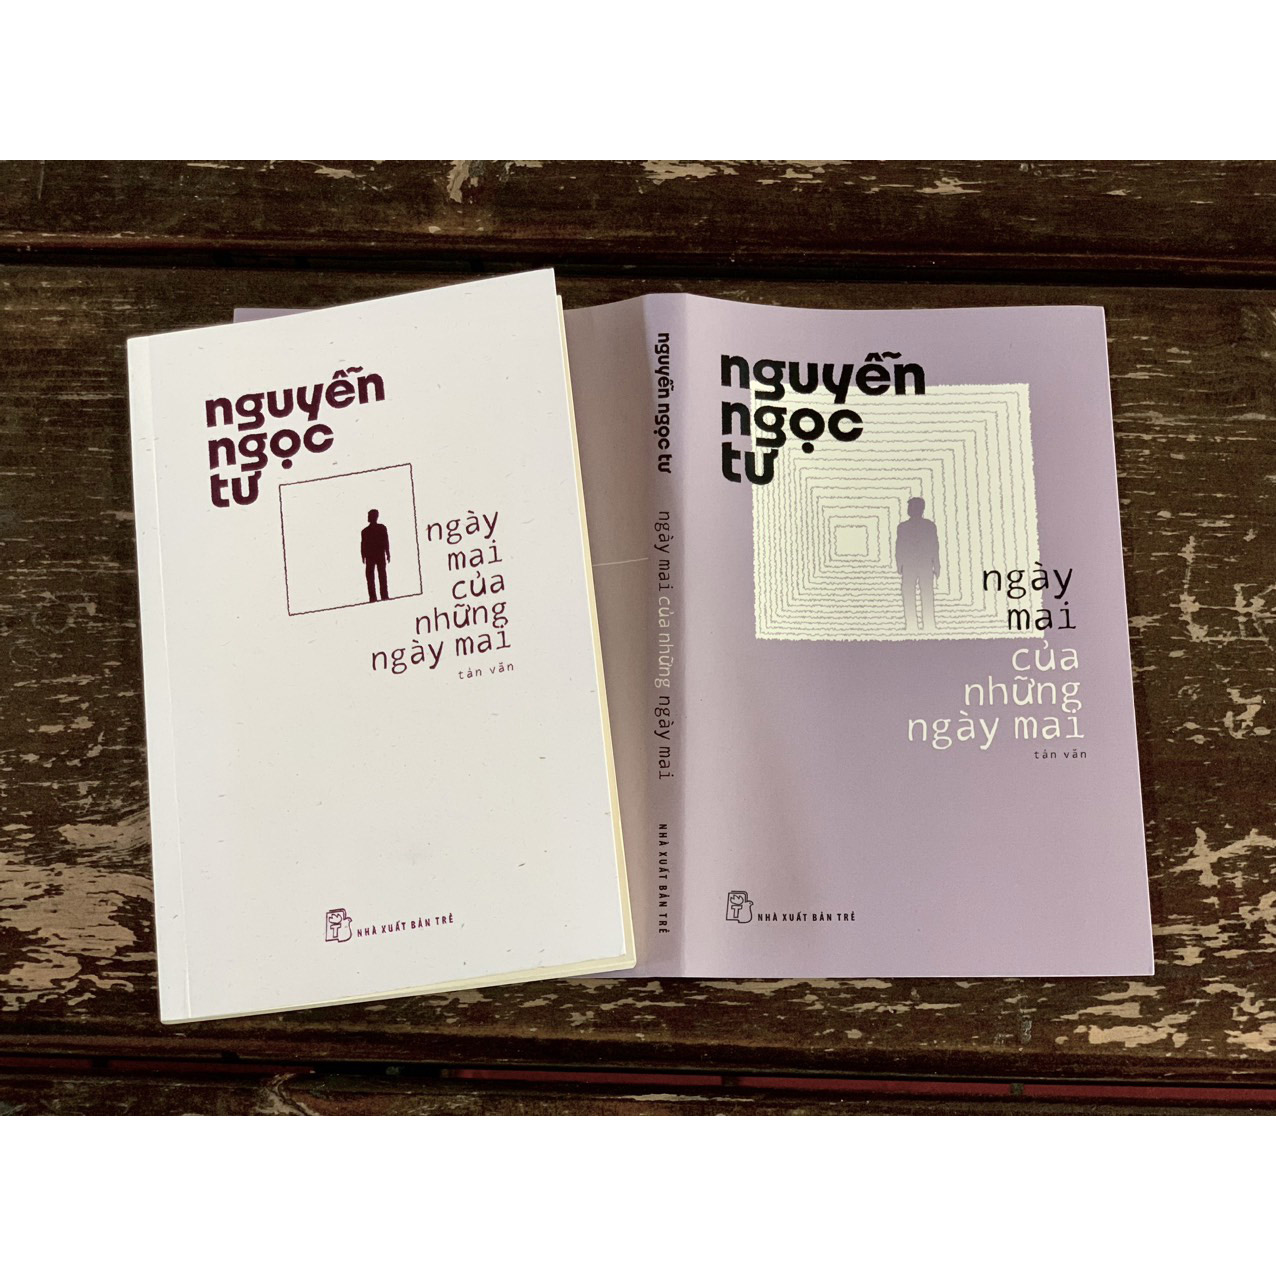 nguyễn
ngọc
tư
ngày
mai
của
những
ngày mai
tản văn
NHÀ XUẤT BẢN TRẺ
nguyễn ngọc tư ngày mai của những ngày mai NHÀ XUẤT BẢN TRẺ
nguyễn
ngọc
tư
ngày
mai
của
những
ngày mai
tản văn
NHÀ XUẤT BẢN TRẺ